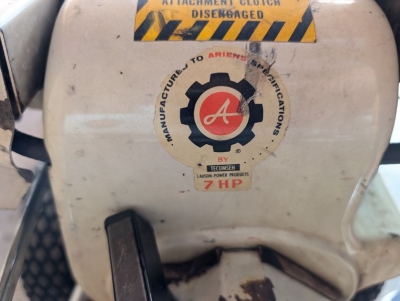 ATTACHMENT CLUTCH
DISENGAGED
MANUFACTURED TO ARIENS SPECIFICATIONS
A
®
BY
TECUMSEH
LAUSON POWER PRODUCTS
7 HP